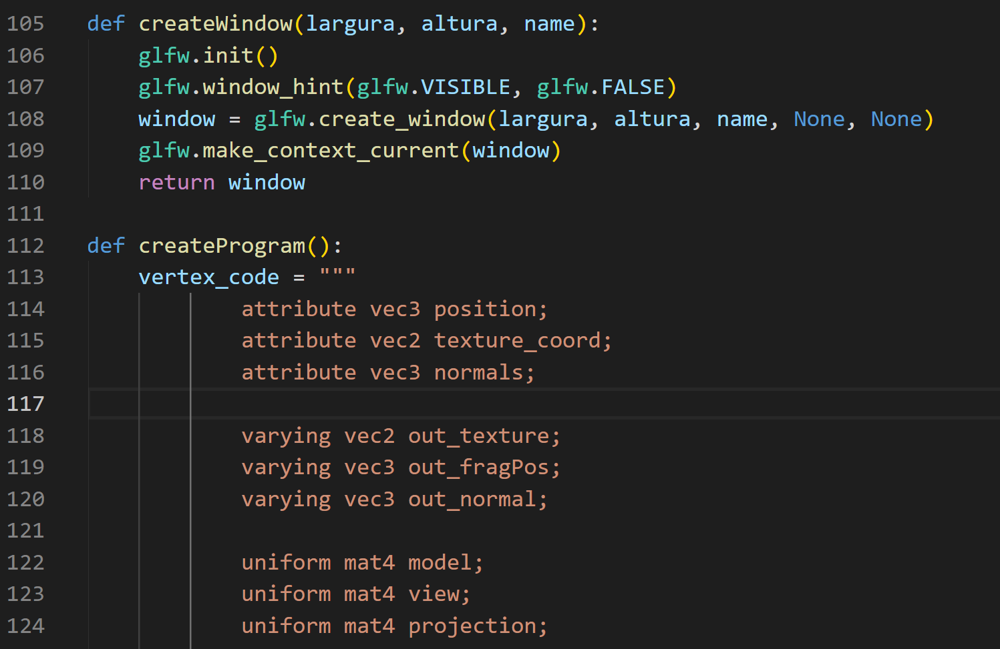 105 def createWindow(largura, altura, name):
106 glfw.init()
107 glfw.window_hint(glfw.VISIBLE, glfw.FALSE)
108 window = glfw.create_window(largura, altura, name, None, None)
109 glfw.make_context_current(window)
110 return window
111
112 def createProgram():
113 vertex_code = """
114 attribute vec3 position;
115 attribute vec2 texture_coord;
116 attribute vec3 normals;
117
118 varying vec2 out_texture;
119 varying vec3 out_fragPos;
120 varying vec3 out_normal;
121
122 uniform mat4 model;
123 uniform mat4 view;
124 uniform mat4 projection;